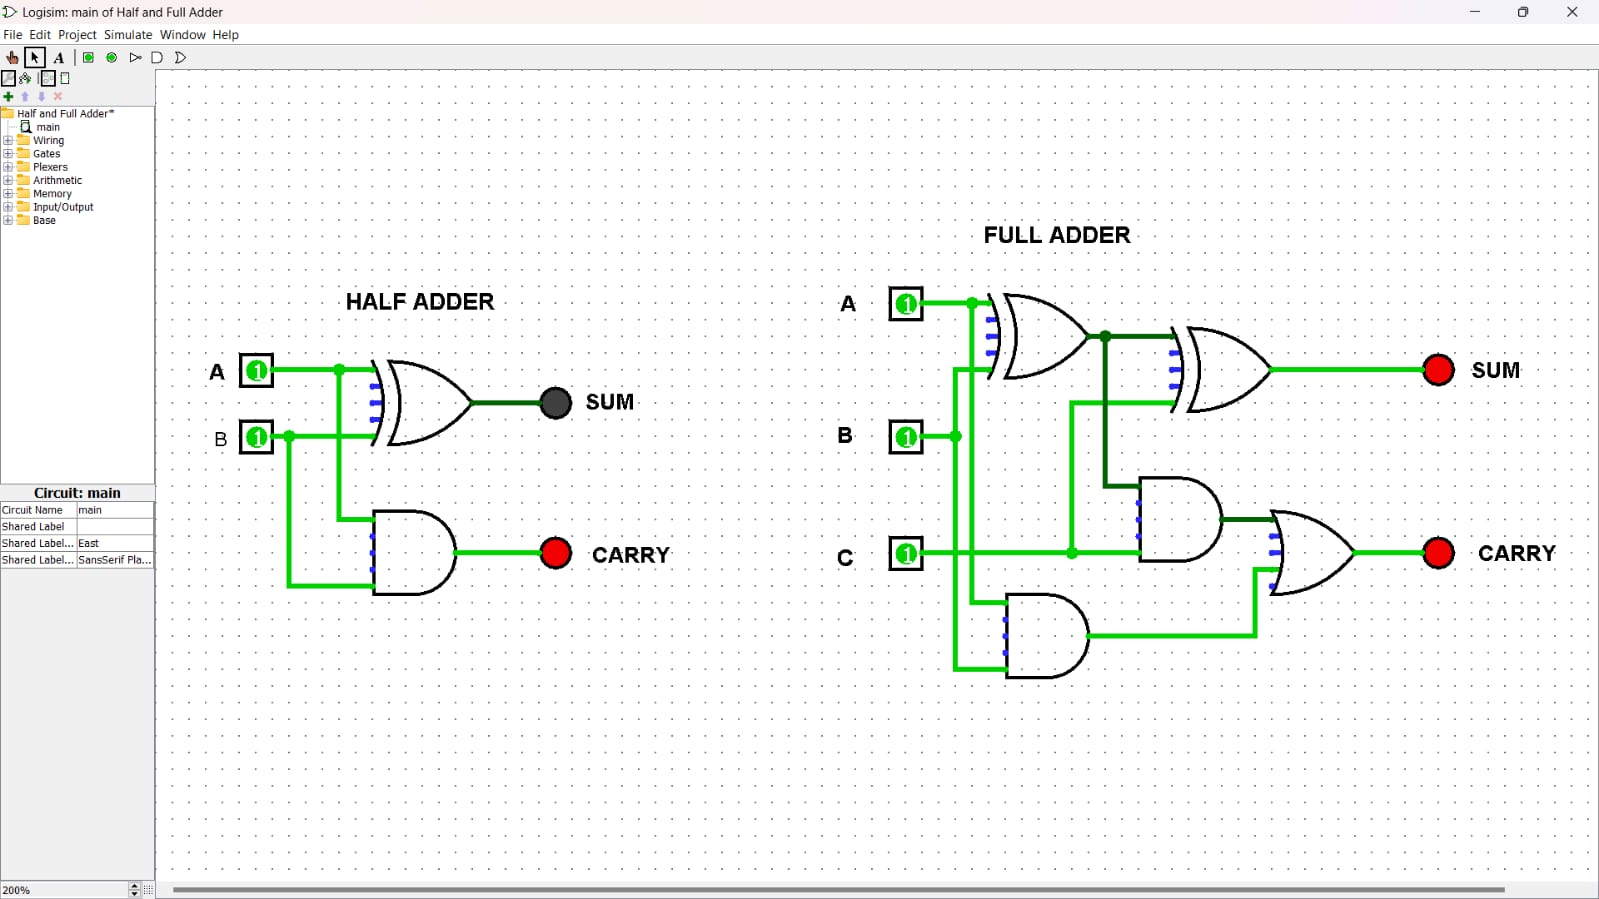 Logisim: main of Half and Full Adder
File Edit Project Simulate Window Help
A
Half and Full Adder*
main
Wiring
Gates
Plexers
Arithmetic
Memory
Input/Output
Base
Circuit: main
Circuit Name main
Shared Label
Shared Label... East
Shared Label... SansSerif Pla...
200%
HALF ADDER
A 1
SUM
B 1
CARRY
FULL ADDER
A 1
SUM
B 1
C 1
CARRY